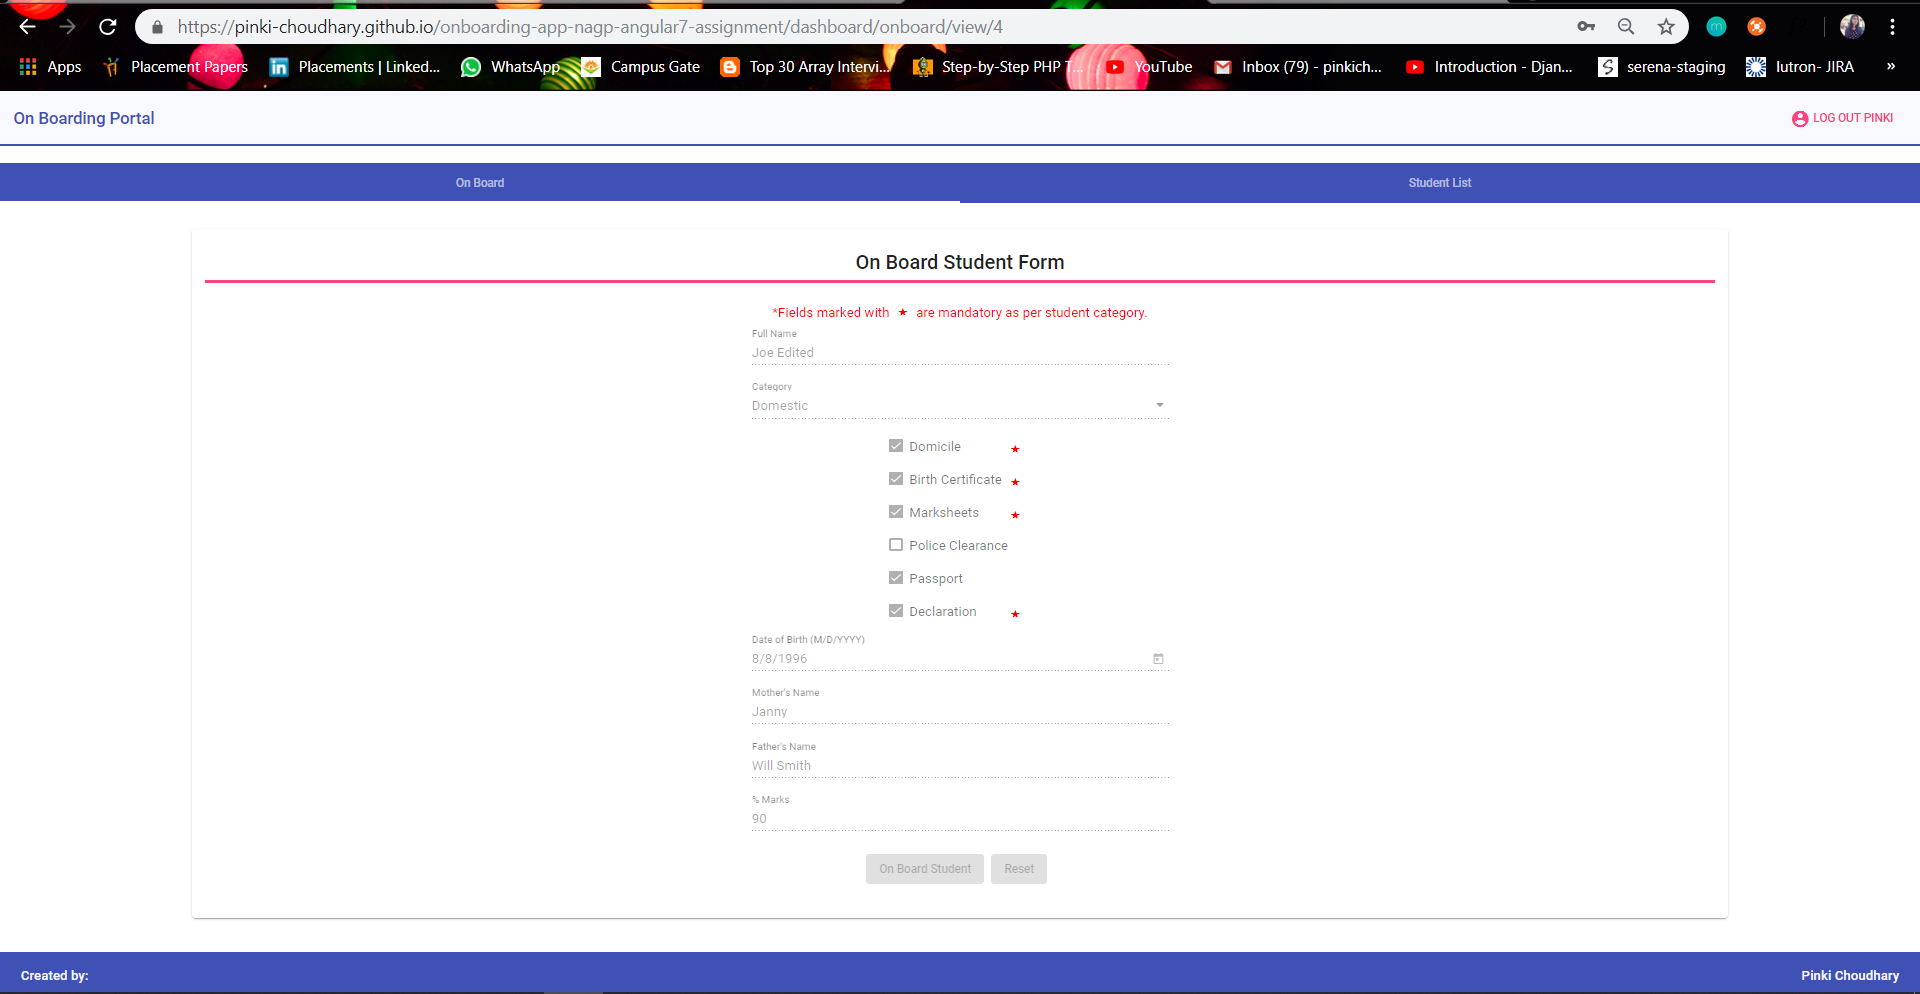 https://pinki-choudhary.github.io/onboarding-app-nagp-angular7-assignment/dashboard/onboard/view/4
Apps Placement Papers Placements | Linked... WhatsApp Campus Gate Top 30 Array Intervi... Step-by-Step PHP T... YouTube Inbox (79) - pinkich... Introduction - Djan... serena-staging lutron- JIRA »
On Boarding Portal LOG OUT PINKI
On Board Student List
On Board Student Form
*Fields marked with ★ are mandatory as per student category.
Full Name
Joe Edited
Category
Domestic
Domicile ★
Birth Certificate ★
Marksheets ★
Police Clearance
Passport
Declaration ★
Date of Birth (M/D/YYYY)
8/8/1996
Mother's Name
Janny
Father's Name
Will Smith
% Marks
90
On Board Student Reset
Created by: Pinki Choudhary